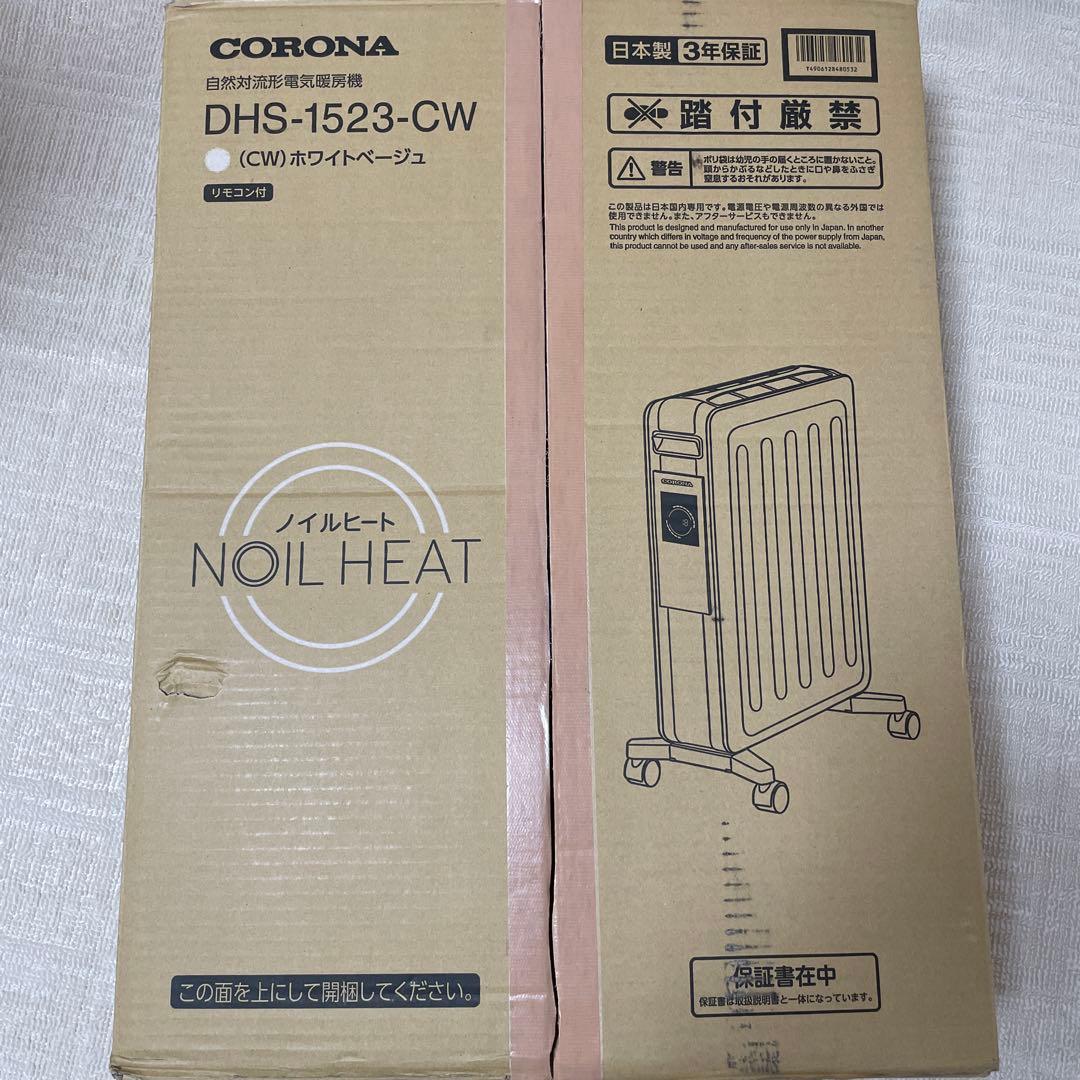 CORONA
自然対流形電気暖房機
DHS-1523-CW
(CW)ホワイトベージュ
リモコン付
ノイルヒート
NOIL HEAT
この面を上にして開梱してください。
日本製 3年保証
T4906128480532
踏付厳禁
警告
ポリ袋は幼児の手の届くところに置かないこと。
頭からかぶるなどしたときに口や鼻をふさぎ
窒息するおそれがあります。
この製品は日本国内専用です。電源電圧や電源周波数の異なる外国では
使用できません。また、アフターサービスもできません。
This product is designed and manufactured for use only in Japan. In another
country which differs in voltage and frequency of the power supply from Japan,
this product cannot be used and any after-sales service is not available.
CORONA
保証書在中
保証書は取扱説明書と一体になっています。